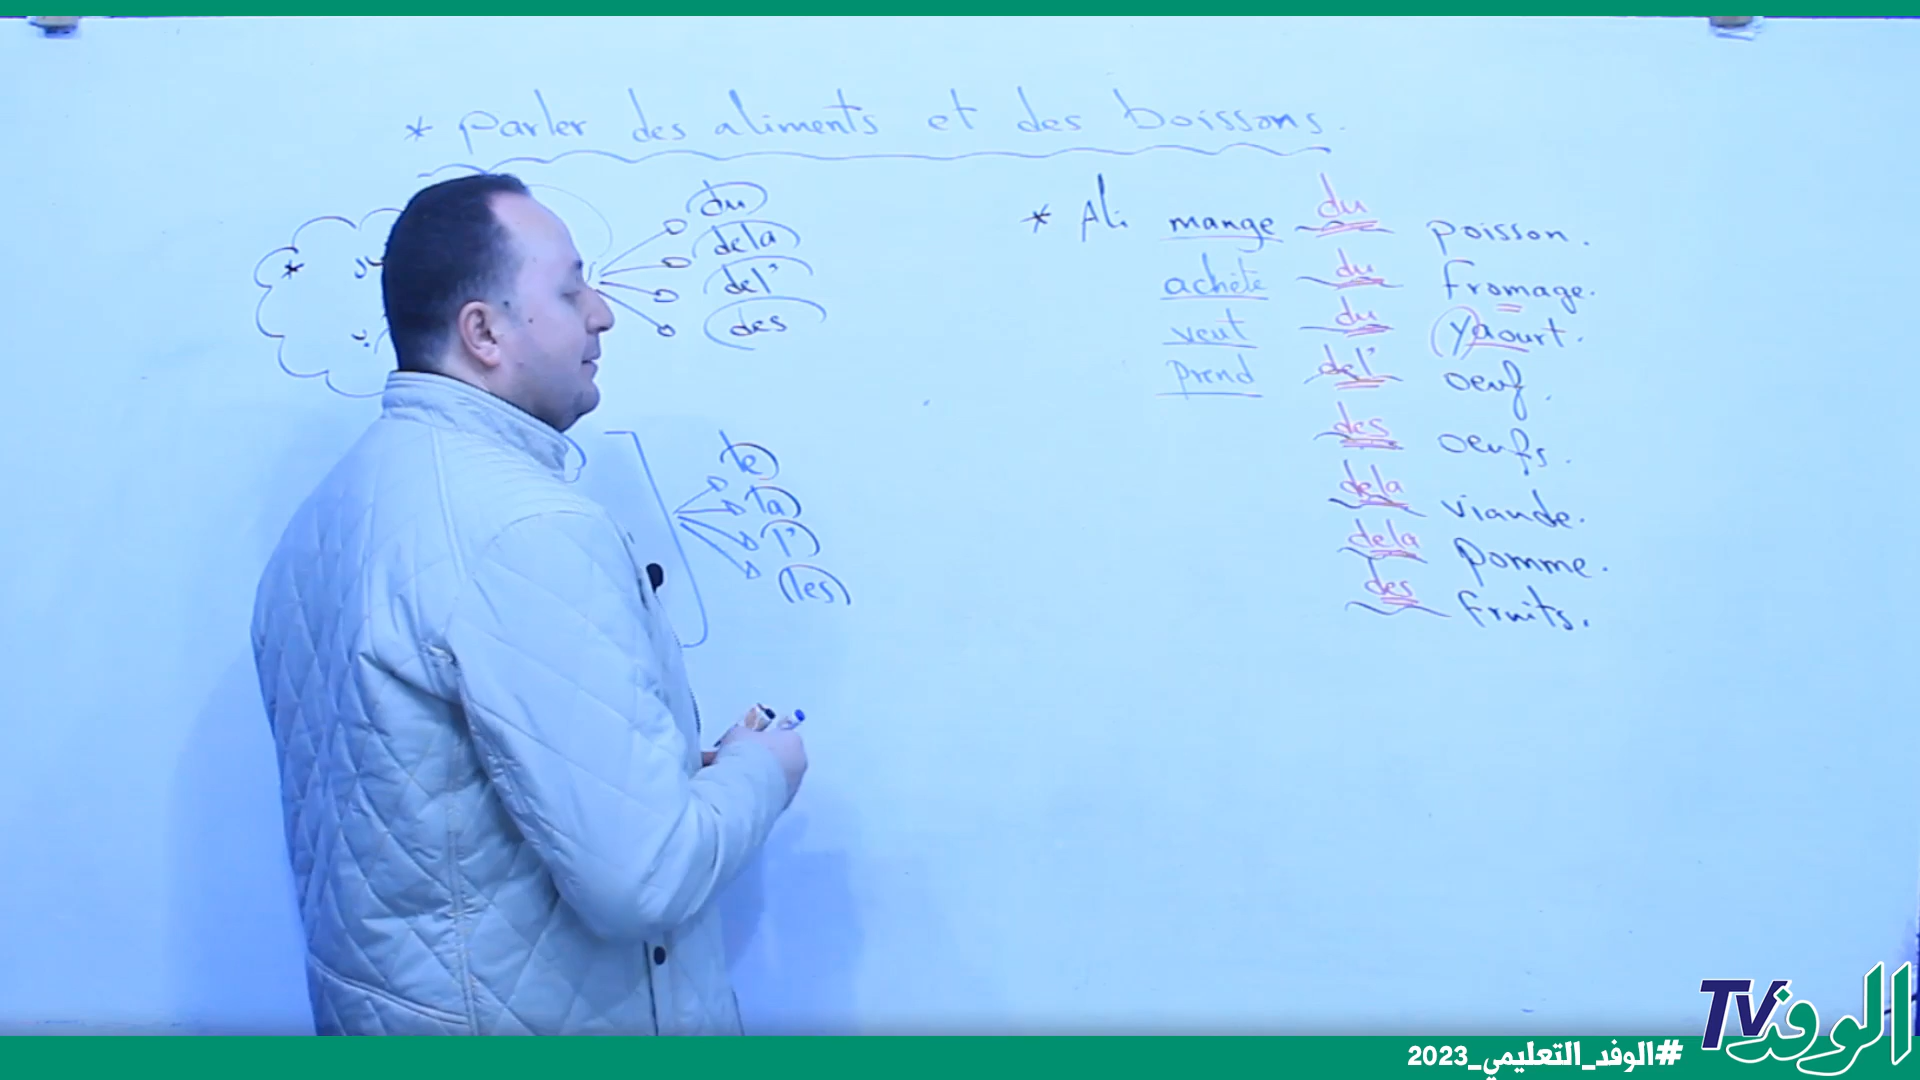 * Parler des aliments et des boissons.
*
du
de la
de l'
des
le
la
l'
les
* Ali mange du poisson.
achète du fromage.
veut du Yaourt.
prend de l' oeuf.
des oeufs.
de la viande.
de la pomme.
des fruits.
الوفد TV
#الوفد_التعليمي_2023